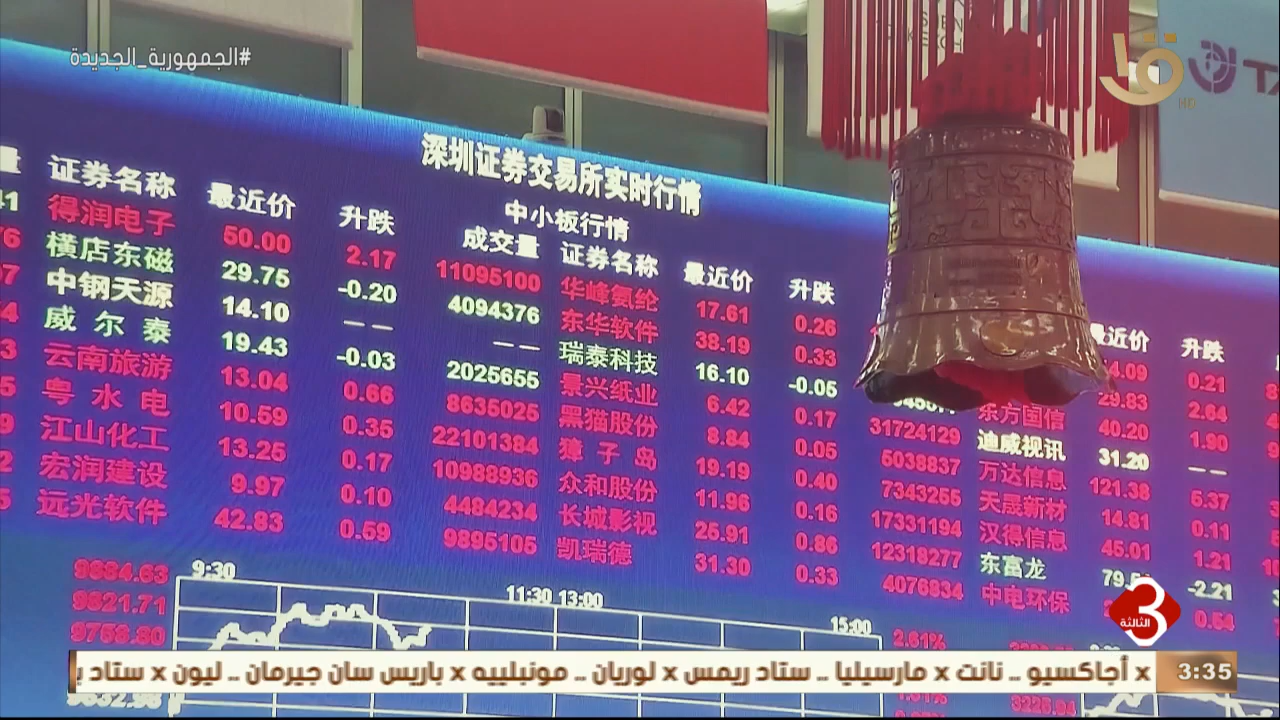 #الجمهورية_الجديدة
深圳证券交易所实时行情
中小板行情
证券名称 最近价 升跌 成交量 证券名称 最近价 升跌
最近价 升跌
得润电子 50.00 2.17 11095100 华峰氨纶 17.61 0.26
横店东磁 29.75 -0.20 4094376 东华软件 38.19 0.33
中钢天源 14.10 — — — — 瑞泰科技 16.10 -0.05
威尔泰 19.43 -0.03 2025655 景兴纸业 6.42 0.17 31724129
云南旅游 13.04 0.66 8635025 黑猫股份 8.84 0.05 5038837
粤水电 10.59 0.35 22101384 獐子岛 19.19 0.40 7343255
江山化工 13.25 0.17 10988936 众和股份 11.96 0.16 17331194
宏润建设 9.97 0.10 4484234 长城影视 25.91 0.86 12318277
远光软件 42.83 0.59 9895105 凯瑞德 31.30 0.33 4076834
0.21
东方国信 29.83 2.64
迪威视讯 40.20 1.90
万达信息 31.20 — —
天晟新材 121.38 5.37
汉得信息 14.81 0.11
东富龙 45.01 1.21
中电环保 -2.21
0.54
9884.63
9821.71
9758.80
9632.98
9:30
11:30 13:00
15:00
2.61%
3
الثالثة
x أجاكسيو .. نانت x مارسيليا .. ستاد ريمس x لوريان .. مونبلييه x باريس سان جيرمان .. ليون x ستاد
3:35